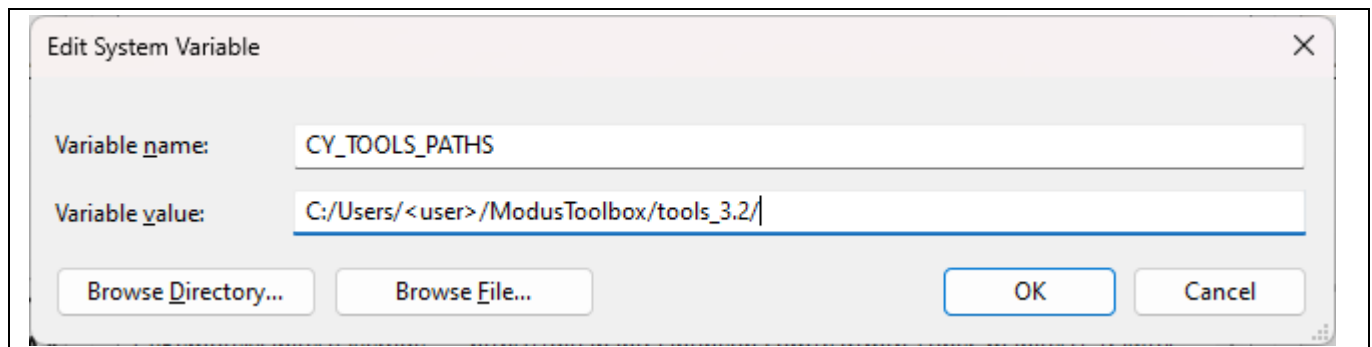 Edit System Variable
Variable name: CY_TOOLS_PATHS
Variable value: C:/Users/<user>/ModusToolbox/tools_3.2/
Browse Directory... Browse File... OK Cancel